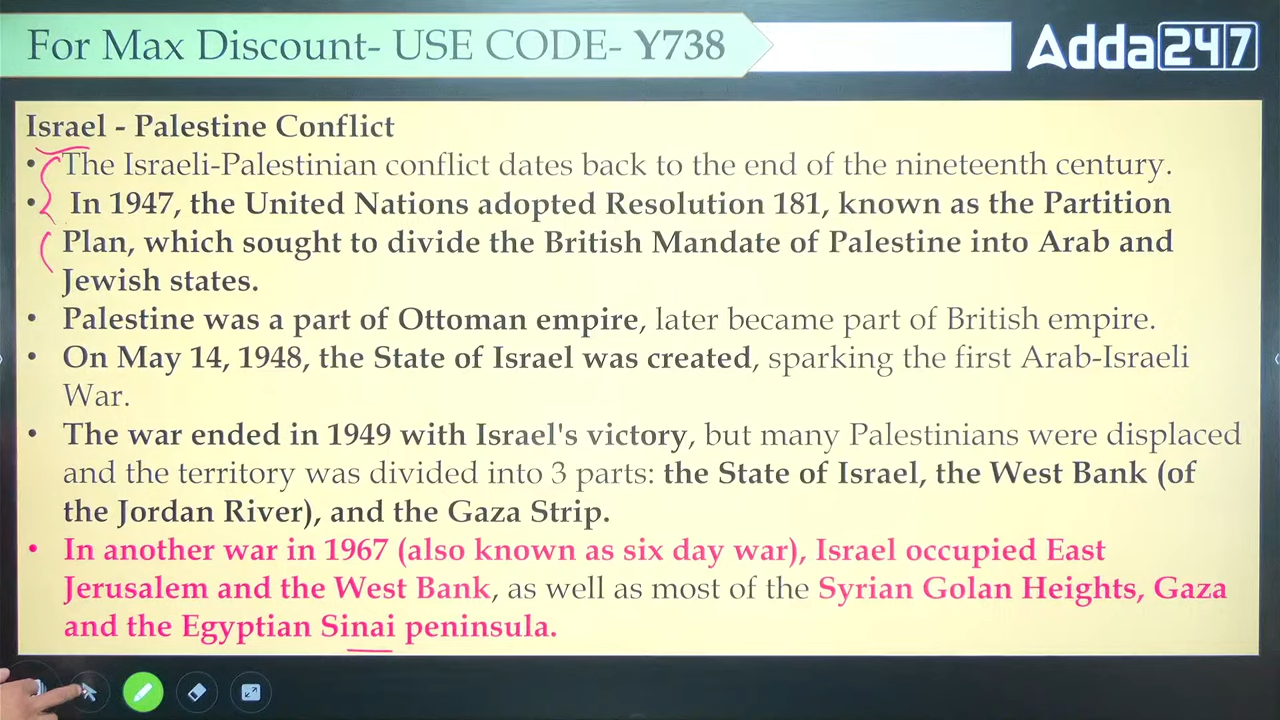 For Max Discount- USE CODE- Y738
Adda247
Israel - Palestine Conflict
• The Israeli-Palestinian conflict dates back to the end of the nineteenth century.
• In 1947, the United Nations adopted Resolution 181, known as the Partition
Plan, which sought to divide the British Mandate of Palestine into Arab and
Jewish states.
• Palestine was a part of Ottoman empire, later became part of British empire.
• On May 14, 1948, the State of Israel was created, sparking the first Arab-Israeli
War.
• The war ended in 1949 with Israel's victory, but many Palestinians were displaced
and the territory was divided into 3 parts: the State of Israel, the West Bank (of
the Jordan River), and the Gaza Strip.
• In another war in 1967 (also known as six day war), Israel occupied East
Jerusalem and the West Bank, as well as most of the Syrian Golan Heights, Gaza
and the Egyptian Sinai peninsula.